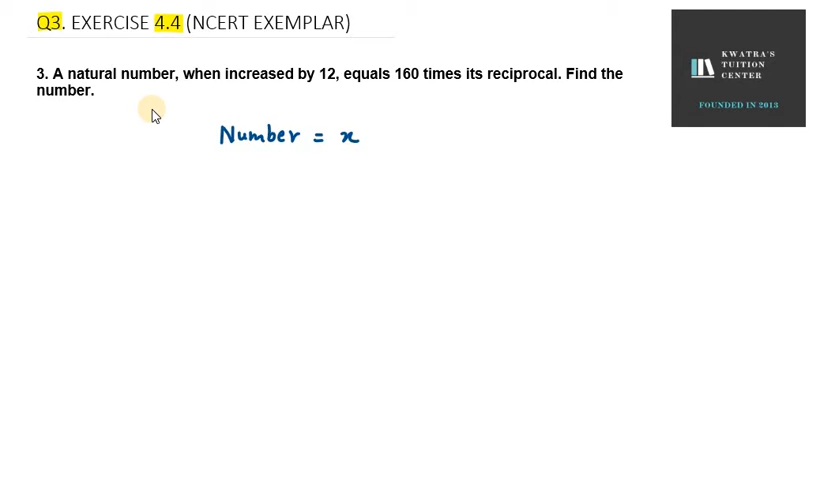 Q3. EXERCISE 4.4 (NCERT EXEMPLAR)
KWATRA'S
TUITION
CENTER
FOUNDED IN 2013
3. A natural number, when increased by 12, equals 160 times its reciprocal. Find the
number.
Number = x